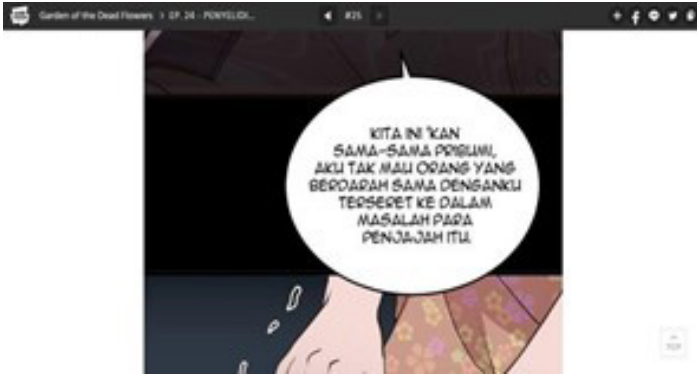 Garden of the Dead Flowers > EP. 24 - PENYELIDI...
#25
KITA INI 'KAN
SAMA-SAMA PRIBUMI,
AKU TAK MAU ORANG YANG
BERDARAH SAMA DENGANKU
TERSERET KE DALAM
MASALAH PARA
PENJAJAH ITU.
TOP